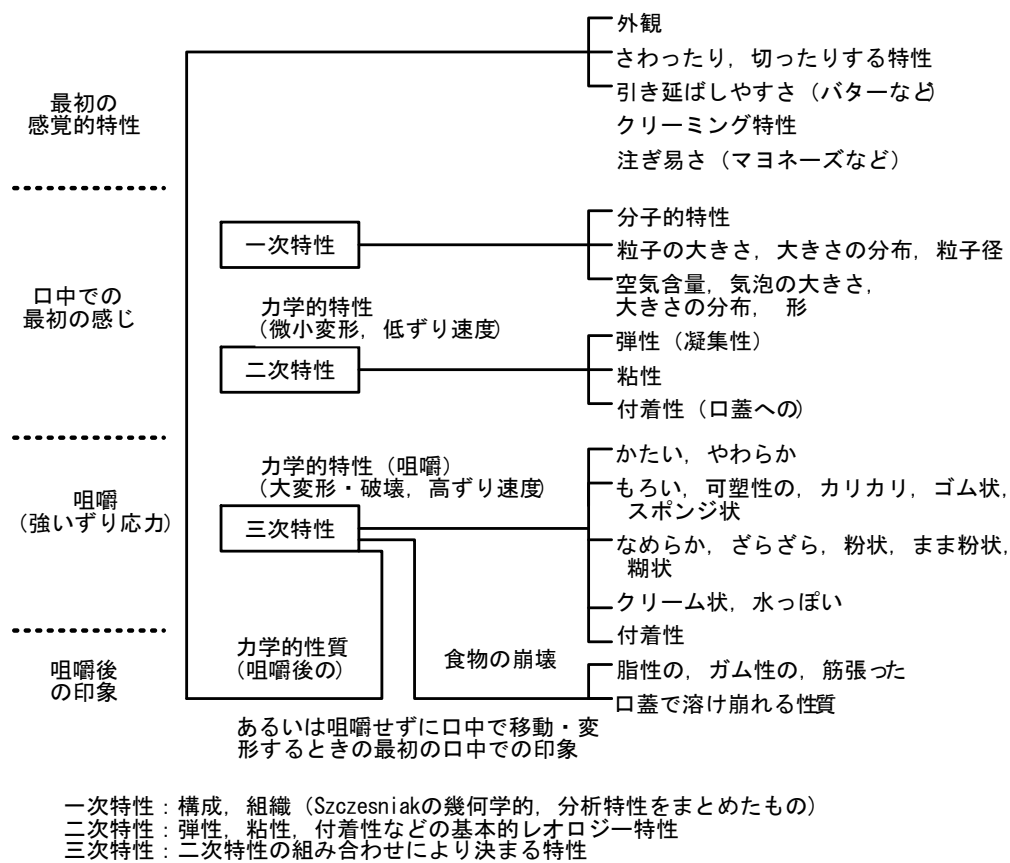 外観
さわったり，切ったりする特性
引き延ばしやすさ（バターなど）
クリーミング特性
注ぎ易さ（マヨネーズなど）
最初の
感覚的特性
一次特性
分子的特性
粒子の大きさ，大きさの分布，粒子径
空気含量，気泡の大きさ，
大きさの分布，　形
口中での
最初の感じ
力学的特性
（微小変形，低ずり速度）
二次特性
弾性（凝集性）
粘性
付着性（口蓋への）
咀嚼
（強いずり応力）
力学的特性（咀嚼）
（大変形・破壊，高ずり速度）
三次特性
かたい，やわらか
もろい，可塑性の，カリカリ，ゴム状，
スポンジ状
なめらか，ざらざら，粉状，まま粉状，
糊状
クリーム状，水っぽい
付着性
咀嚼後
の印象
力学的性質
（咀嚼後の）
食物の崩壊
脂性の，ガム性の，筋張った
口蓋で溶け崩れる性質
あるいは咀嚼せずに口中で移動・変
形するときの最初の口中での印象
一次特性：構成，組織（Szczesniakの幾何学的，分析特性をまとめたもの）
二次特性：弾性，粘性，付着性などの基本的レオロジー特性
三次特性：二次特性の組み合わせにより決まる特性